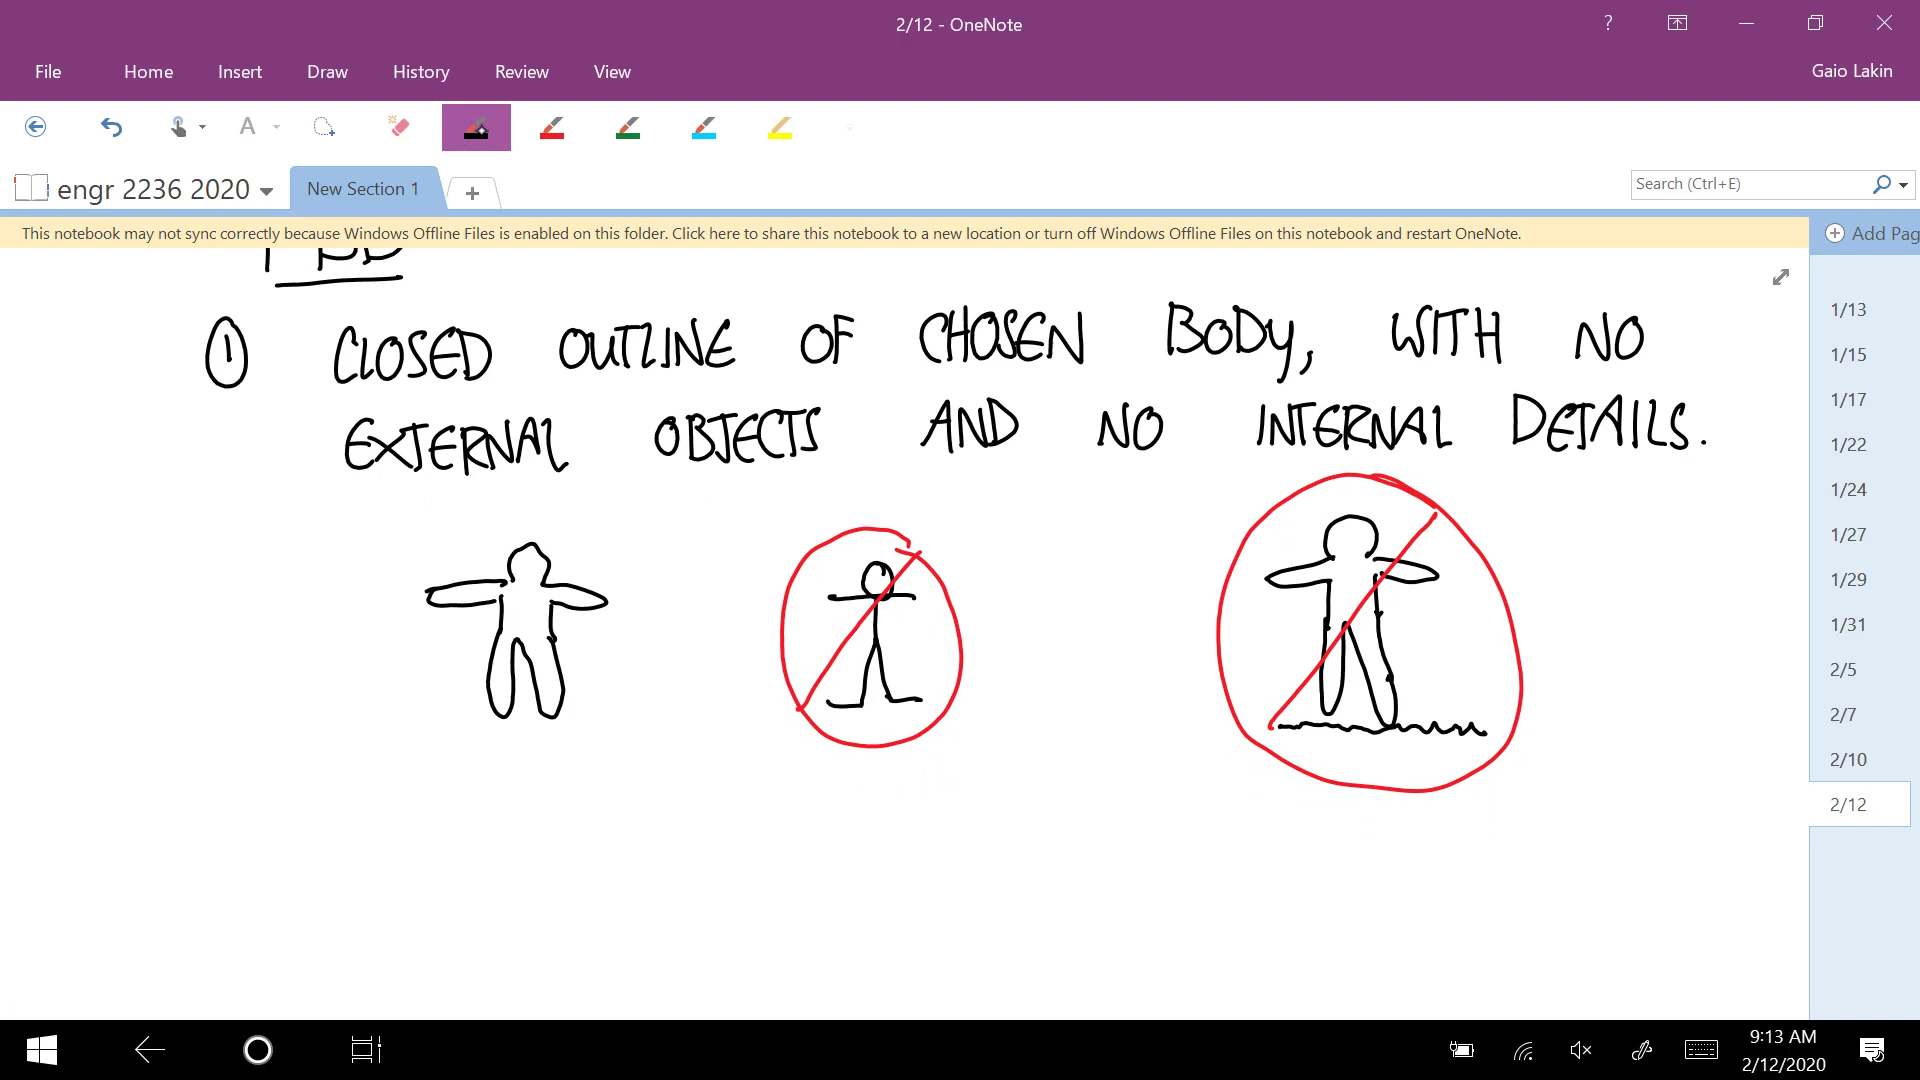 2/12 - OneNote
?
File Home Insert Draw History Review View
Gaio Lakin
A
engr 2236 2020
New Section 1
+
Search (Ctrl+E)
This notebook may not sync correctly because Windows Offline Files is enabled on this folder. Click here to share this notebook to a new location or turn off Windows Offline Files on this notebook and restart OneNote.
Add Pag
1 CLOSED OUTLINE OF CHOSEN BODY, WITH NO
EXTERNAL OBJECTS AND NO INTERNAL DETAILS.
1/13
1/15
1/17
1/22
1/24
1/27
1/29
1/31
2/5
2/7
2/10
2/12
9:13 AM
2/12/2020